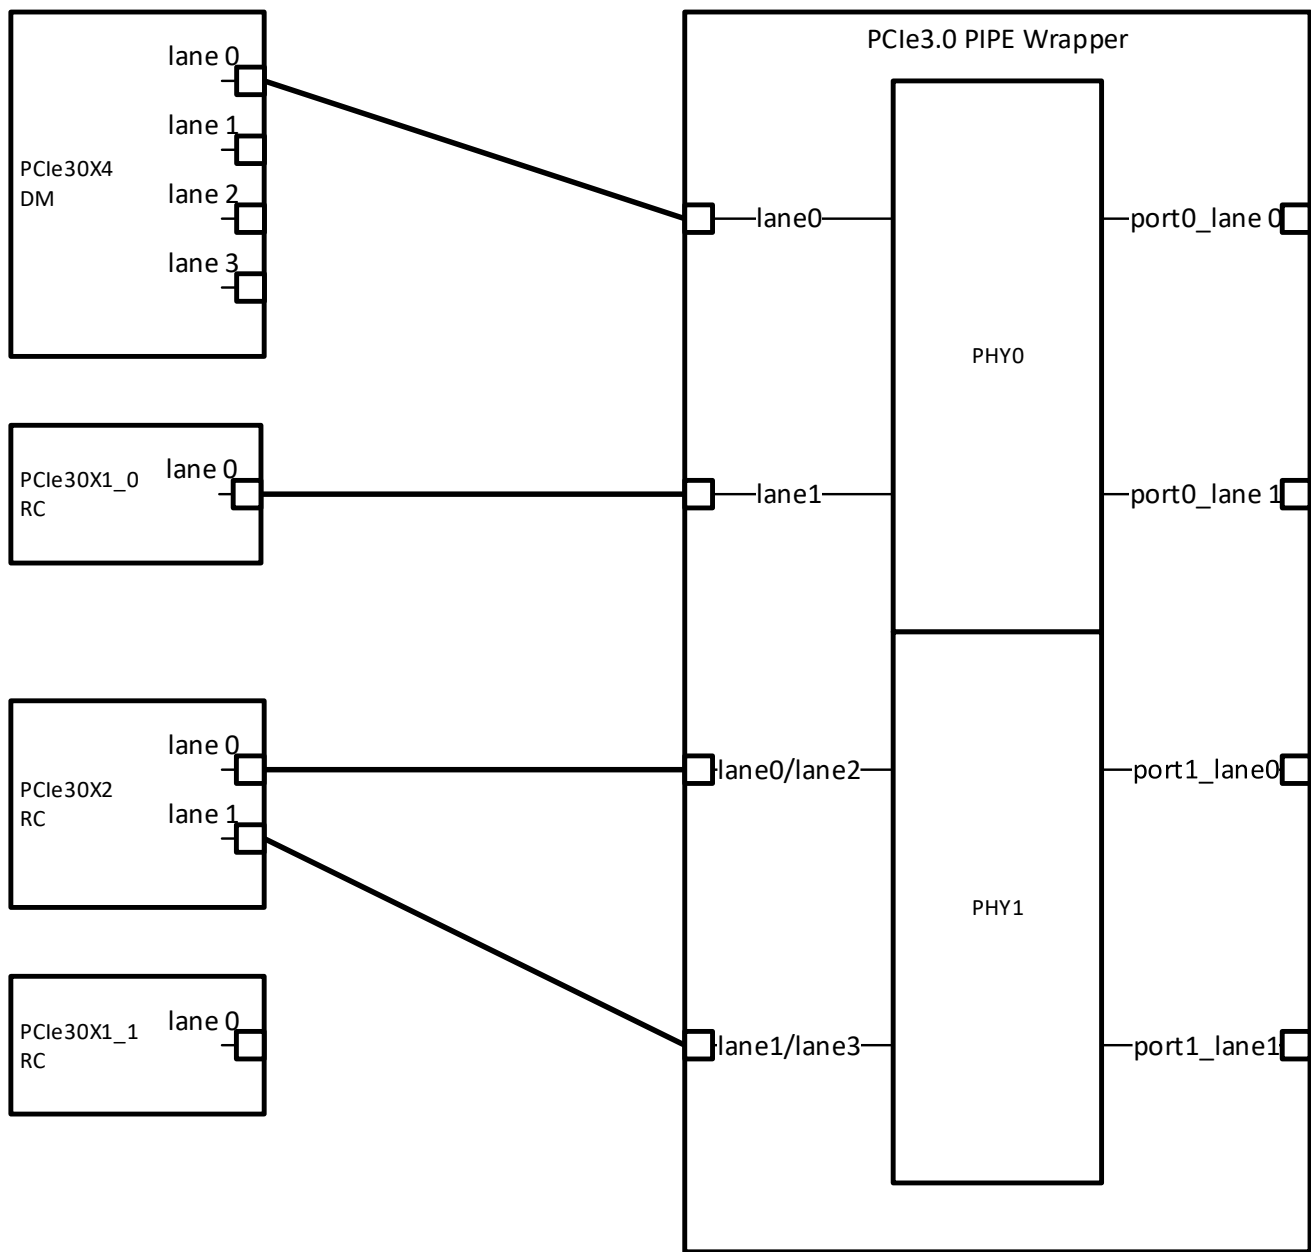 PCIe3.0 PIPE Wrapper
lane 0
lane 1
PCIe30X4
DM
lane 2
lane 3
lane0
port0_lane 0
PHY0
lane 0
PCIe30X1_0
RC
lane1
port0_lane 1
lane 0
PCIe30X2
RC
lane 1
lane0/lane2
port1_lane0
PHY1
lane 0
PCIe30X1_1
RC
lane1/lane3
port1_lane1